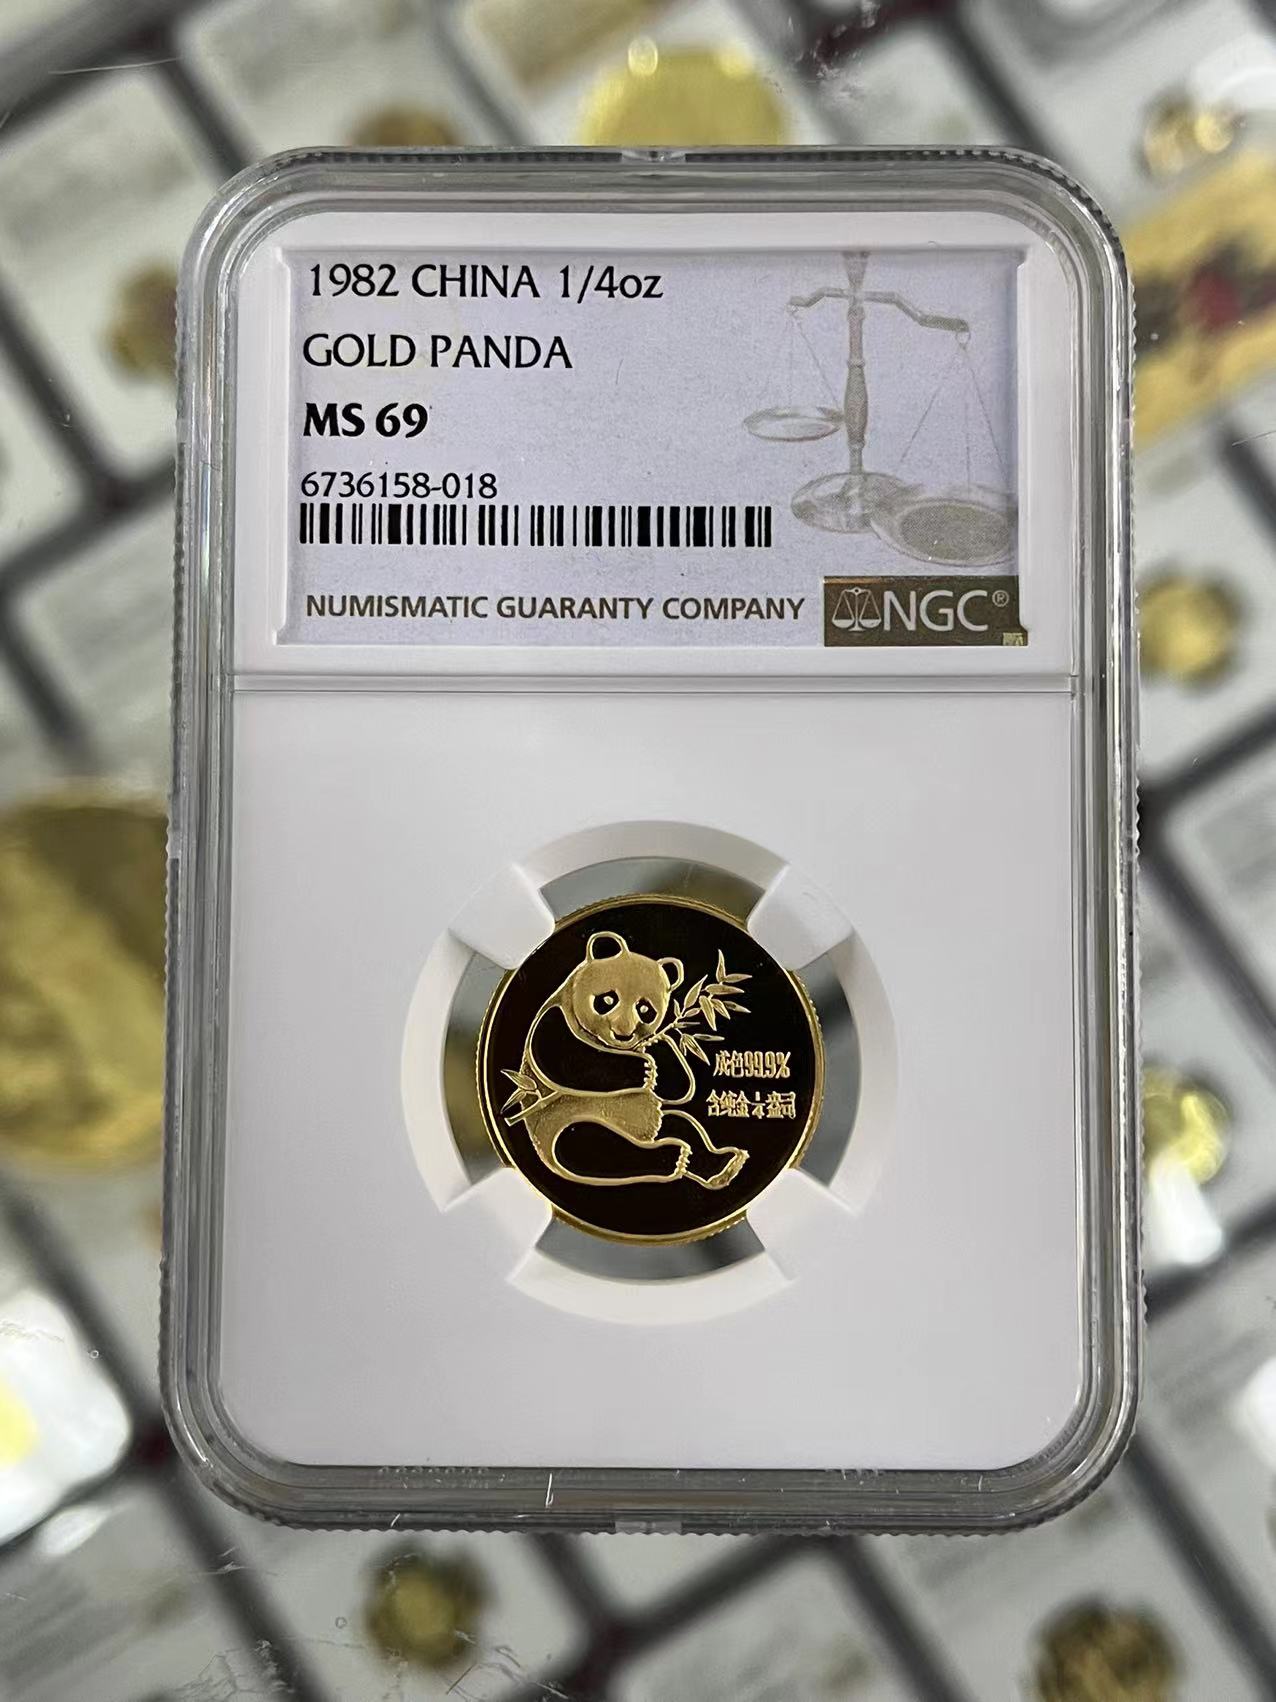 1982 CHINA 1/4oz
GOLD PANDA
MS 69
6736158-018
NUMISMATIC GUARANTY COMPANY NGC®
成色99.9%
含纯金1/4盎司